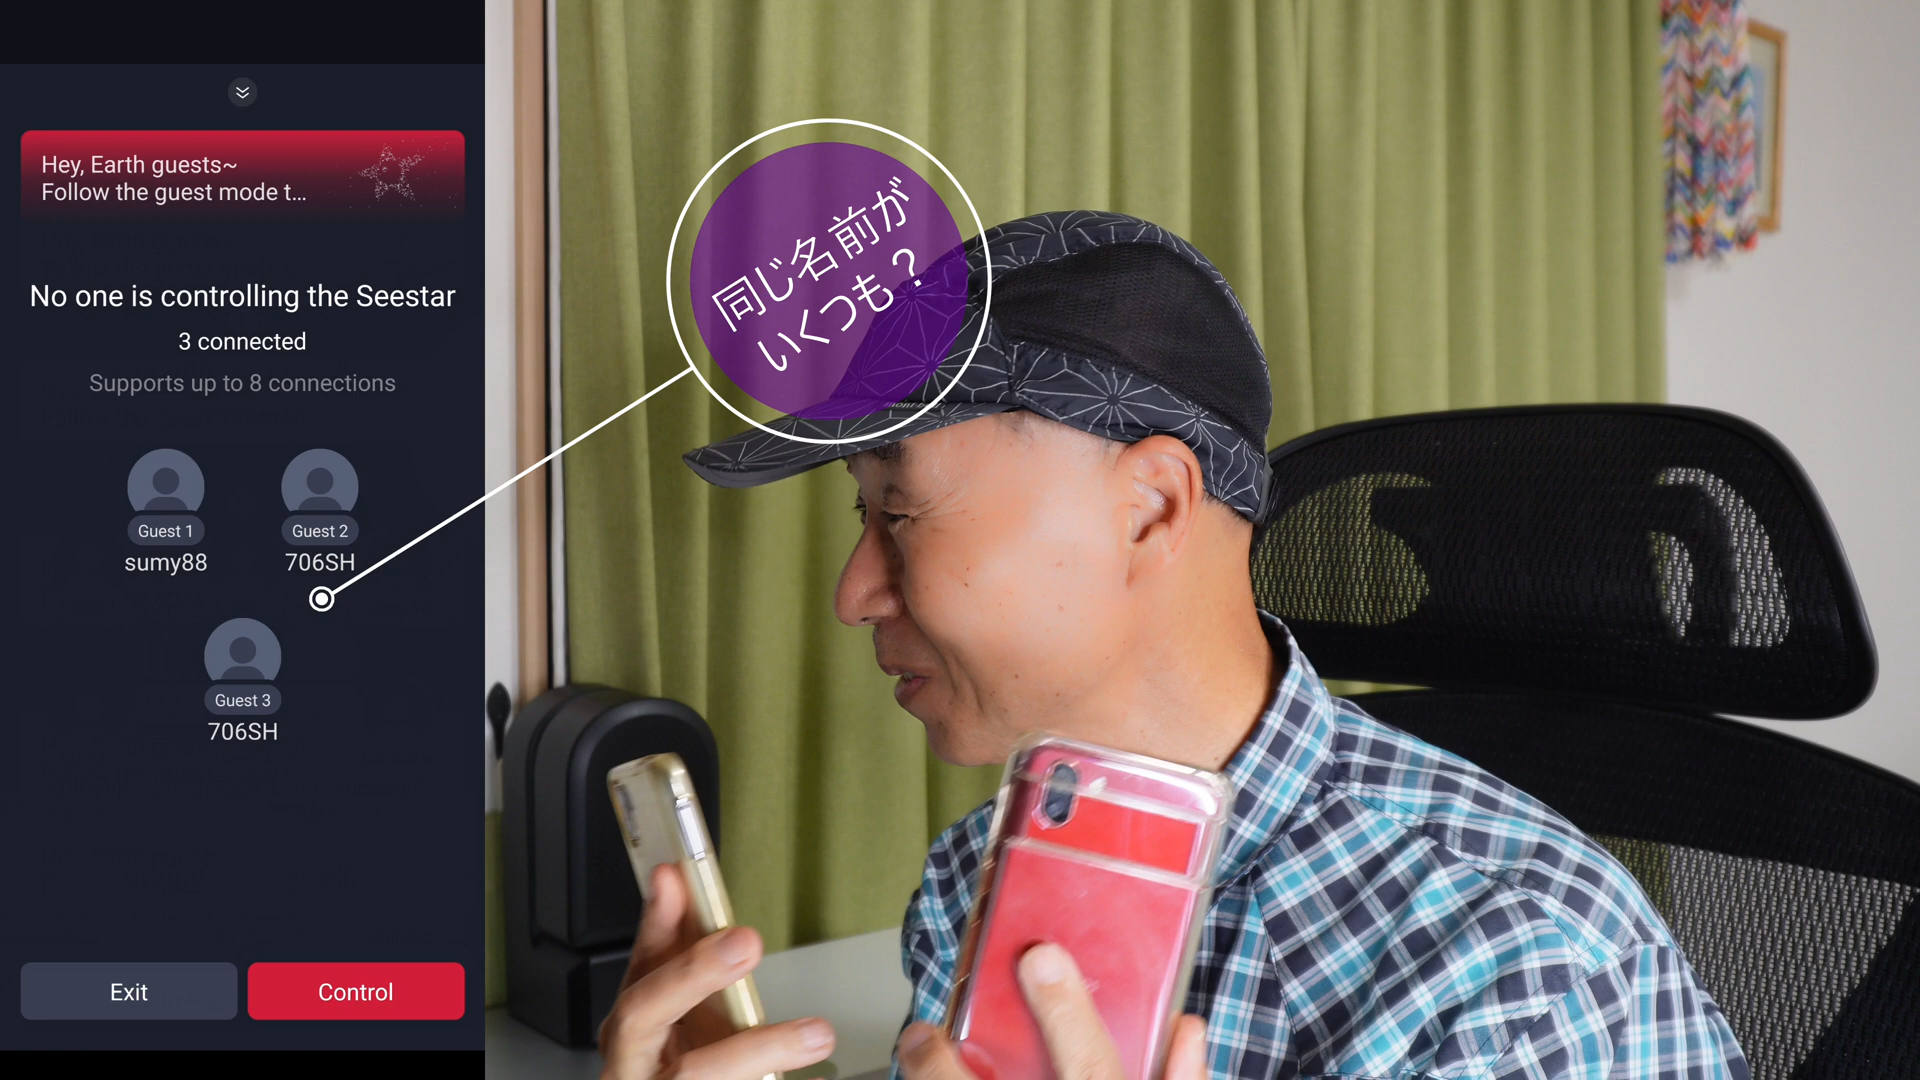 Hey, Earth guests~
Follow the guest mode t...
No one is controlling the Seestar
3 connected
Supports up to 8 connections
Guest 1
sumy88
Guest 2
706SH
Guest 3
706SH
Exit
Control
同じ名前が
いくつも？